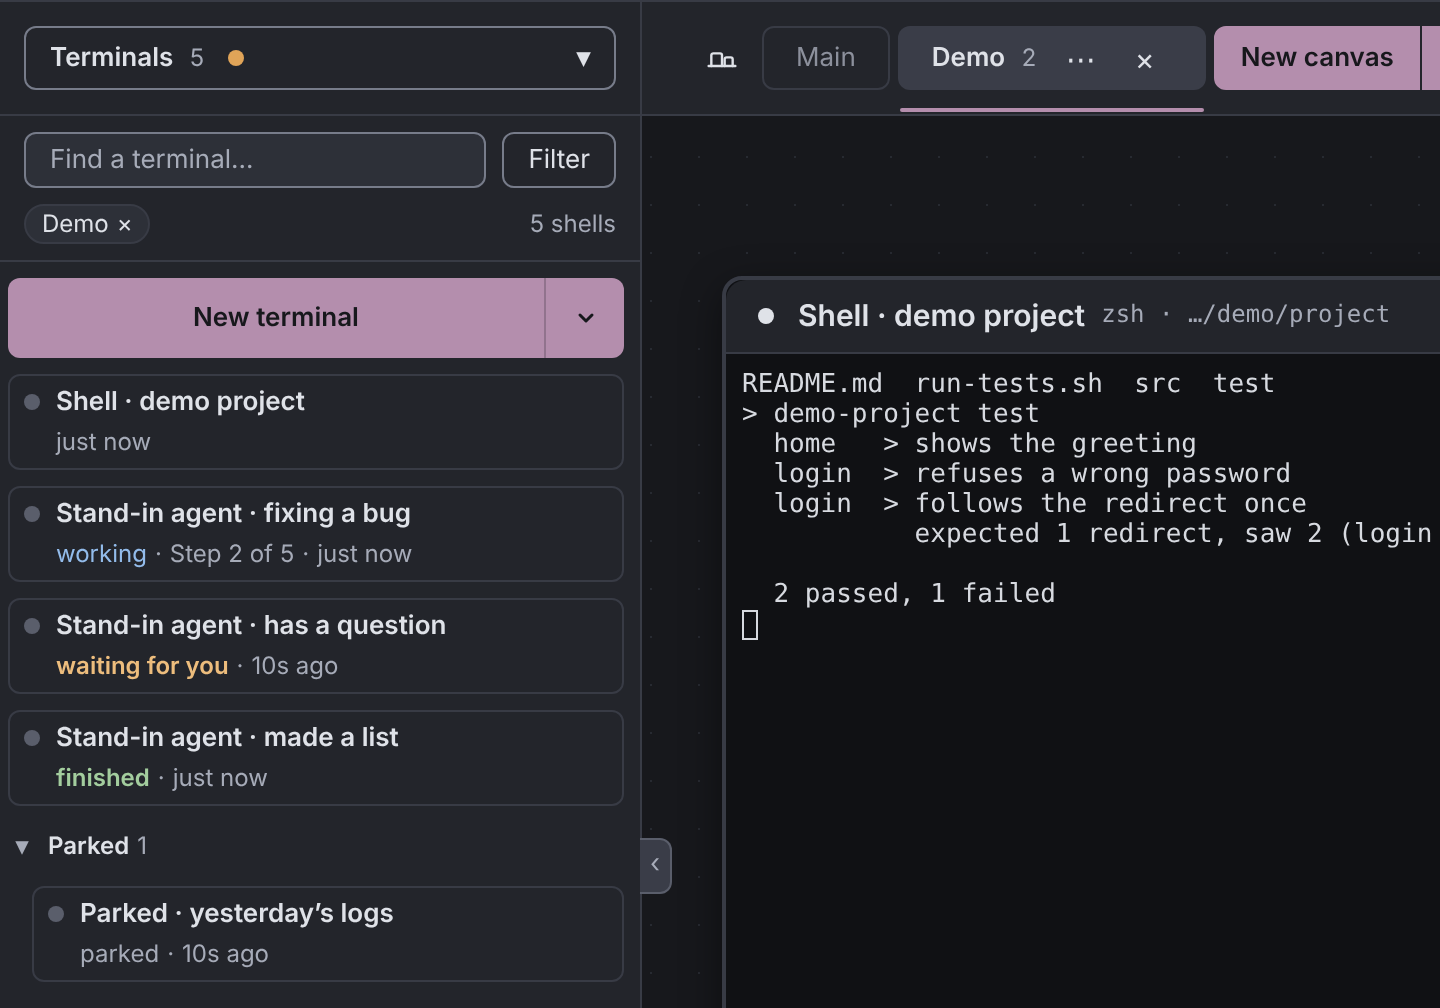 Terminals 5
Find a terminal...
Filter
Demo ×
5 shells
New terminal
Shell · demo project
just now
Stand-in agent · fixing a bug
working · Step 2 of 5 · just now
Stand-in agent · has a question
waiting for you · 10s ago
Stand-in agent · made a list
finished · just now
Parked 1
Parked · yesterday’s logs
parked · 10s ago
Main
Demo 2 ... ×
New canvas
Shell · demo project zsh · …/demo/project
README.md run-tests.sh src test
> demo-project test
home > shows the greeting
login > refuses a wrong password
login > follows the redirect once
expected 1 redirect, saw 2 (login
2 passed, 1 failed